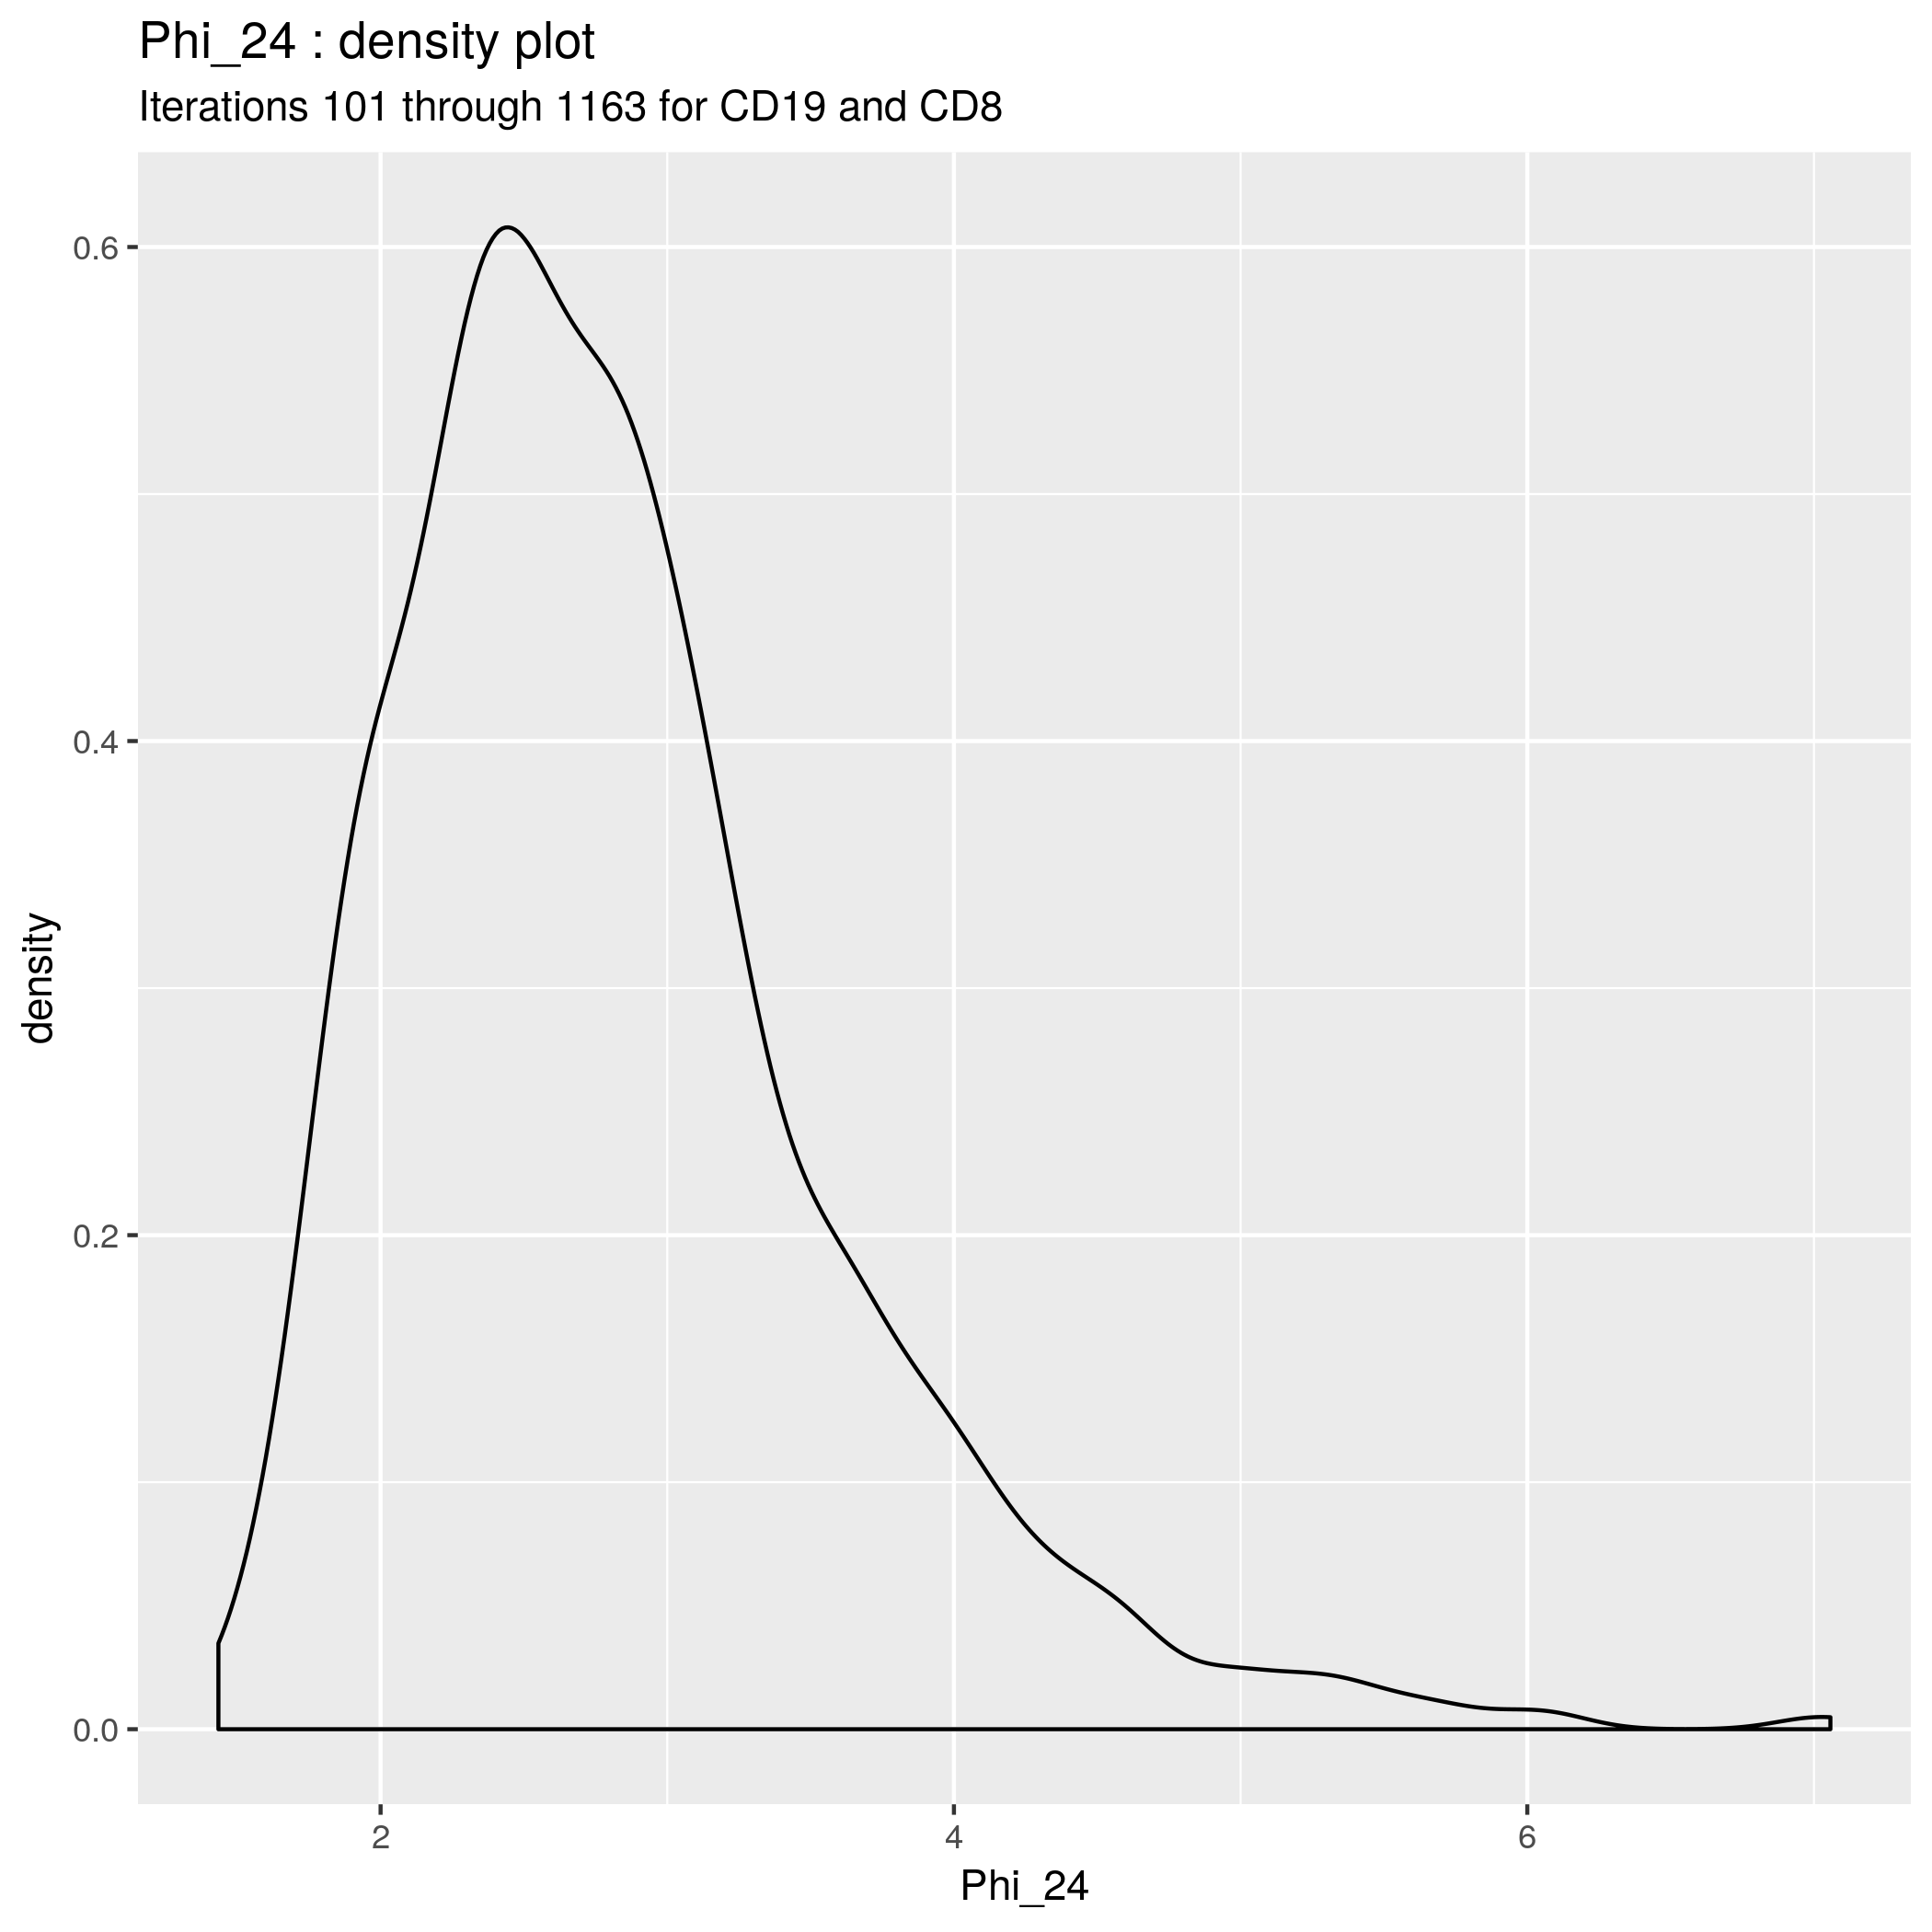 Phi_24 : density plot
Iterations 101 through 1163 for CD19 and CD8
density
0.6
0.4
0.2
0.0
2 4 6
Phi_24